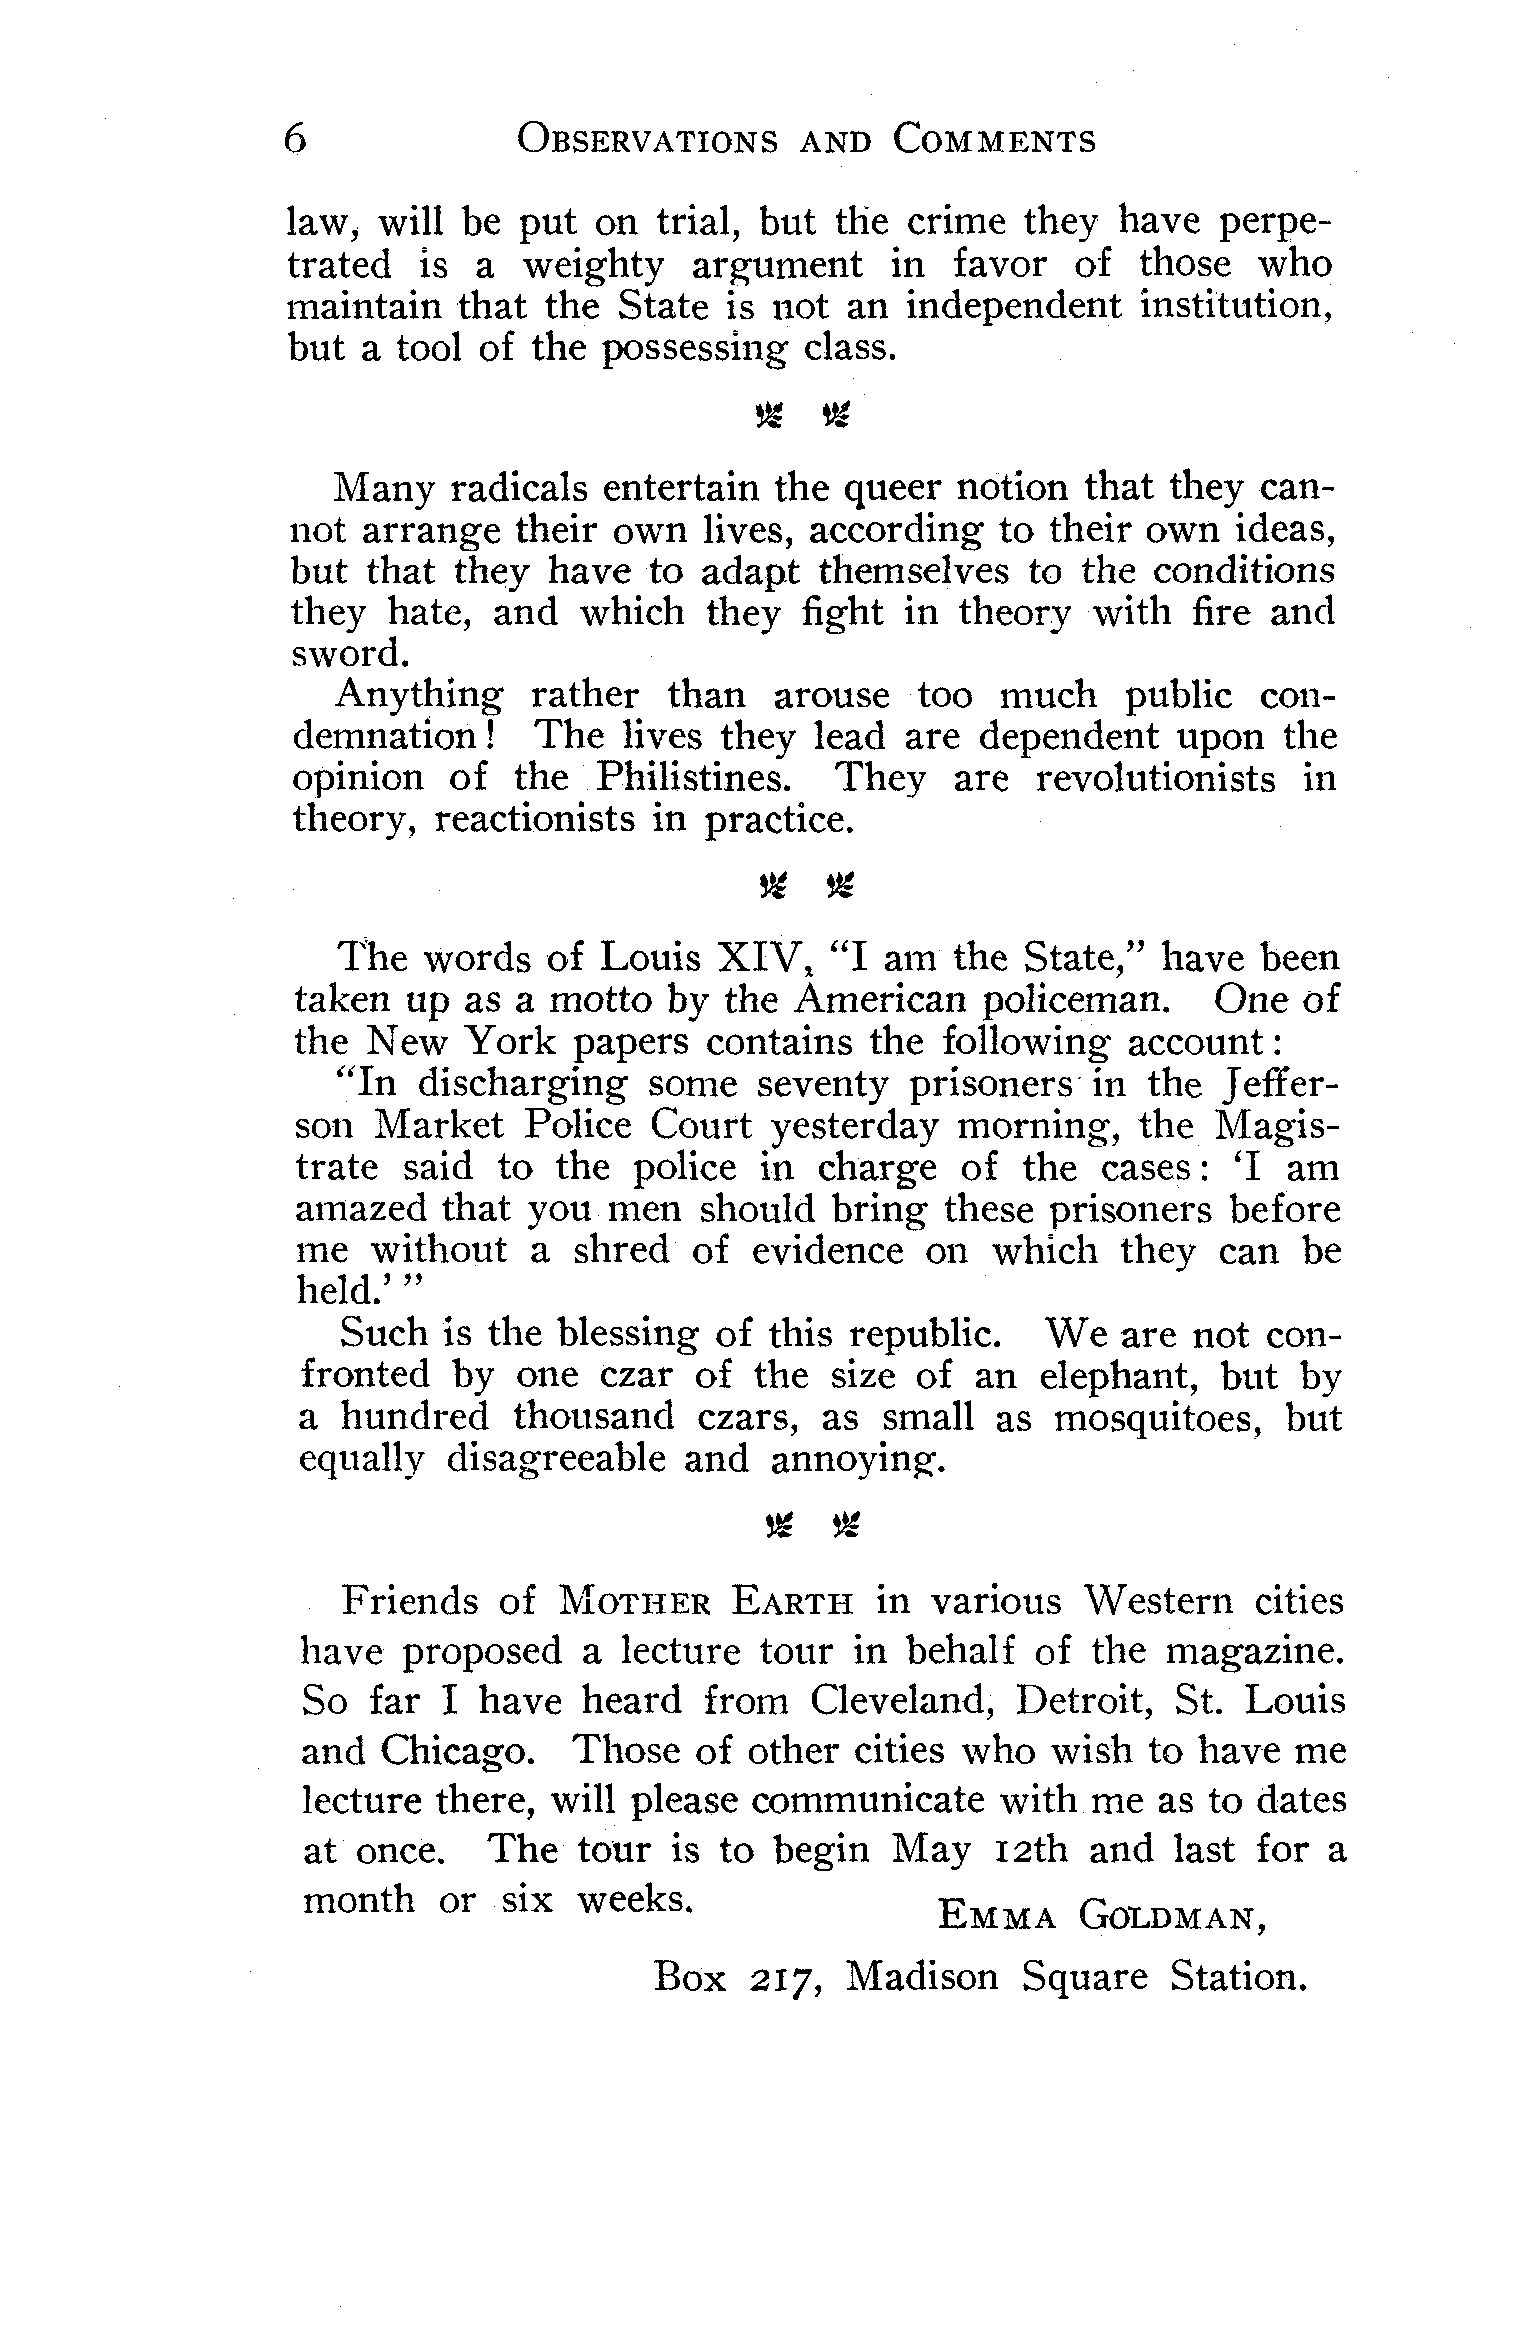 6 OBSERVATIONS AND COMMENTS
law, will be put on trial, but the crime they have perpe-
trated is a weighty argument in favor of those who
maintain that the State is not an independent institution,
but a tool of the possessing class.
Many radicals entertain the queer notion that they can-
not arrange their own lives, according to their own ideas,
but that they have to adapt themselves to the conditions
they hate, and which they fight in theory with fire and
sword.
Anything rather than arouse too much public con-
demnation! The lives they lead are dependent upon the
opinion of the Philistines. They are revolutionists in
theory, reactionists in practice.
The words of Louis XIV, "I am the State," have been
taken up as a motto by the American policeman. One of
the New York papers contains the following account:
"In discharging some seventy prisoners in the Jeffer-
son Market Police Court yesterday morning, the Magis-
trate said to the police in charge of the cases: 'I am
amazed that you men should bring these prisoners before
me without a shred of evidence on which they can be
held.' "
Such is the blessing of this republic. We are not con-
fronted by one czar of the size of an elephant, but by
a hundred thousand czars, as small as mosquitoes, but
equally disagreeable and annoying.
Friends of MOTHER EARTH in various Western cities
have proposed a lecture tour in behalf of the magazine.
So far I have heard from Cleveland, Detroit, St. Louis
and Chicago. Those of other cities who wish to have me
lecture there, will please communicate with me as to dates
at once. The tour is to begin May 12th and last for a
month or six weeks.
EMMA GOLDMAN,
Box 217, Madison Square Station.